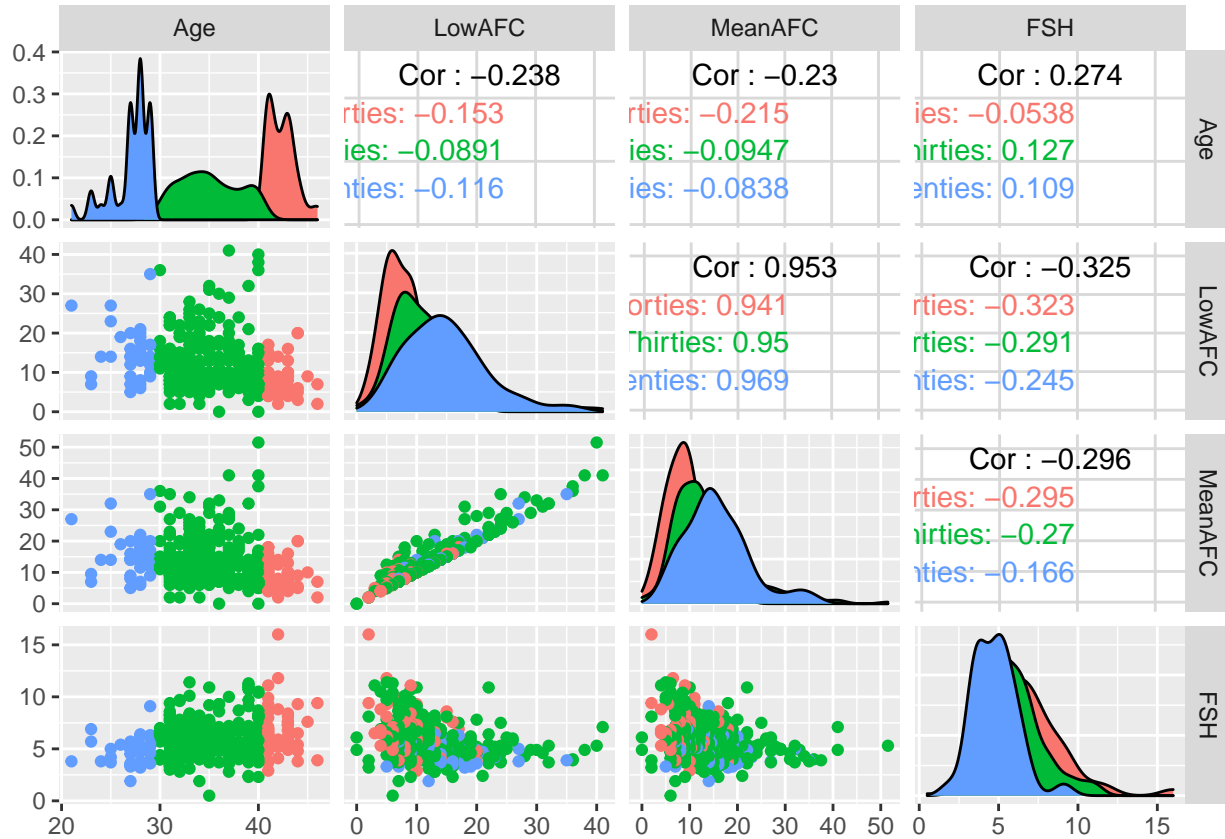 Age LowAFC MeanAFC FSH
0.4
0.3
0.2
0.1
0.0
Cor : −0.238
rties: −0.153
ies: −0.0891
nties: −0.116
Cor : −0.23
rties: −0.215
ies: −0.0947
ties: −0.0838
Cor : 0.274
ies: −0.0538
hirties: 0.127
enties: 0.109
Age
40
30
20
10
0
Cor : 0.953
orties: 0.941
Thirties: 0.95
enties: 0.969
Cor : −0.325
rties: −0.323
rties: −0.291
nties: −0.245
LowAFC
50
40
30
20
10
0
Cor : −0.296
rties: −0.295
hirties: −0.27
nties: −0.166
MeanAFC
15
10
5
0
FSH
20 30 40
0 10 20 30 40
0 10 20 30 40 50
0 5 10 15